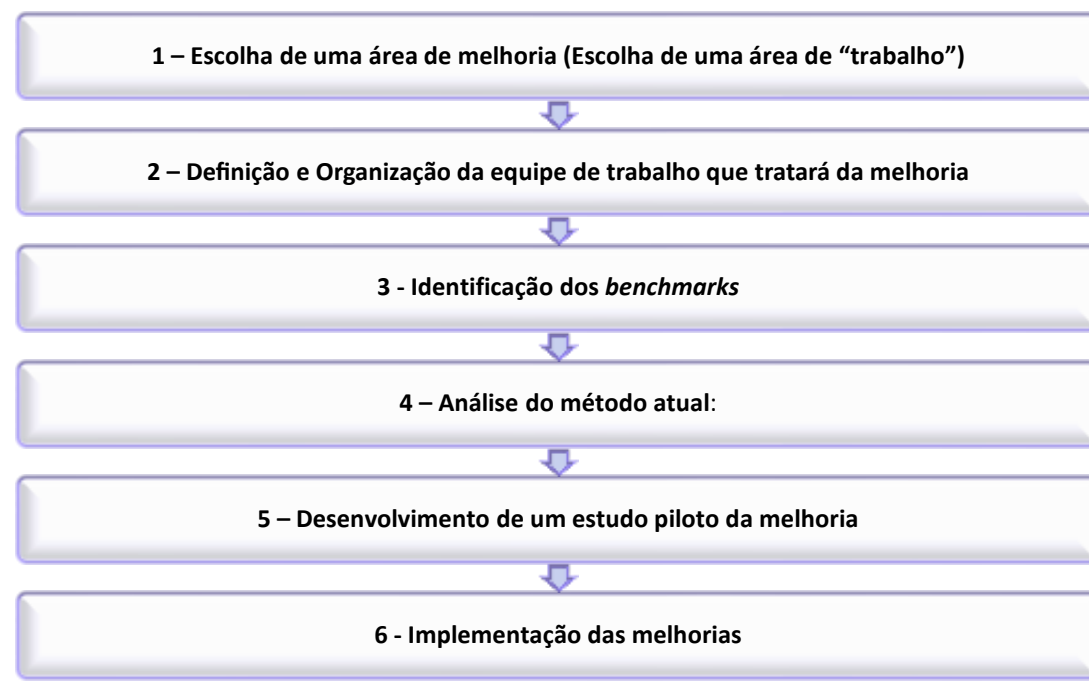 1 – Escolha de uma área de melhoria (Escolha de uma área de “trabalho”)
2 – Definição e Organização da equipe de trabalho que tratará da melhoria
3 - Identificação dos benchmarks
4 – Análise do método atual:
5 – Desenvolvimento de um estudo piloto da melhoria
6 - Implementação das melhorias